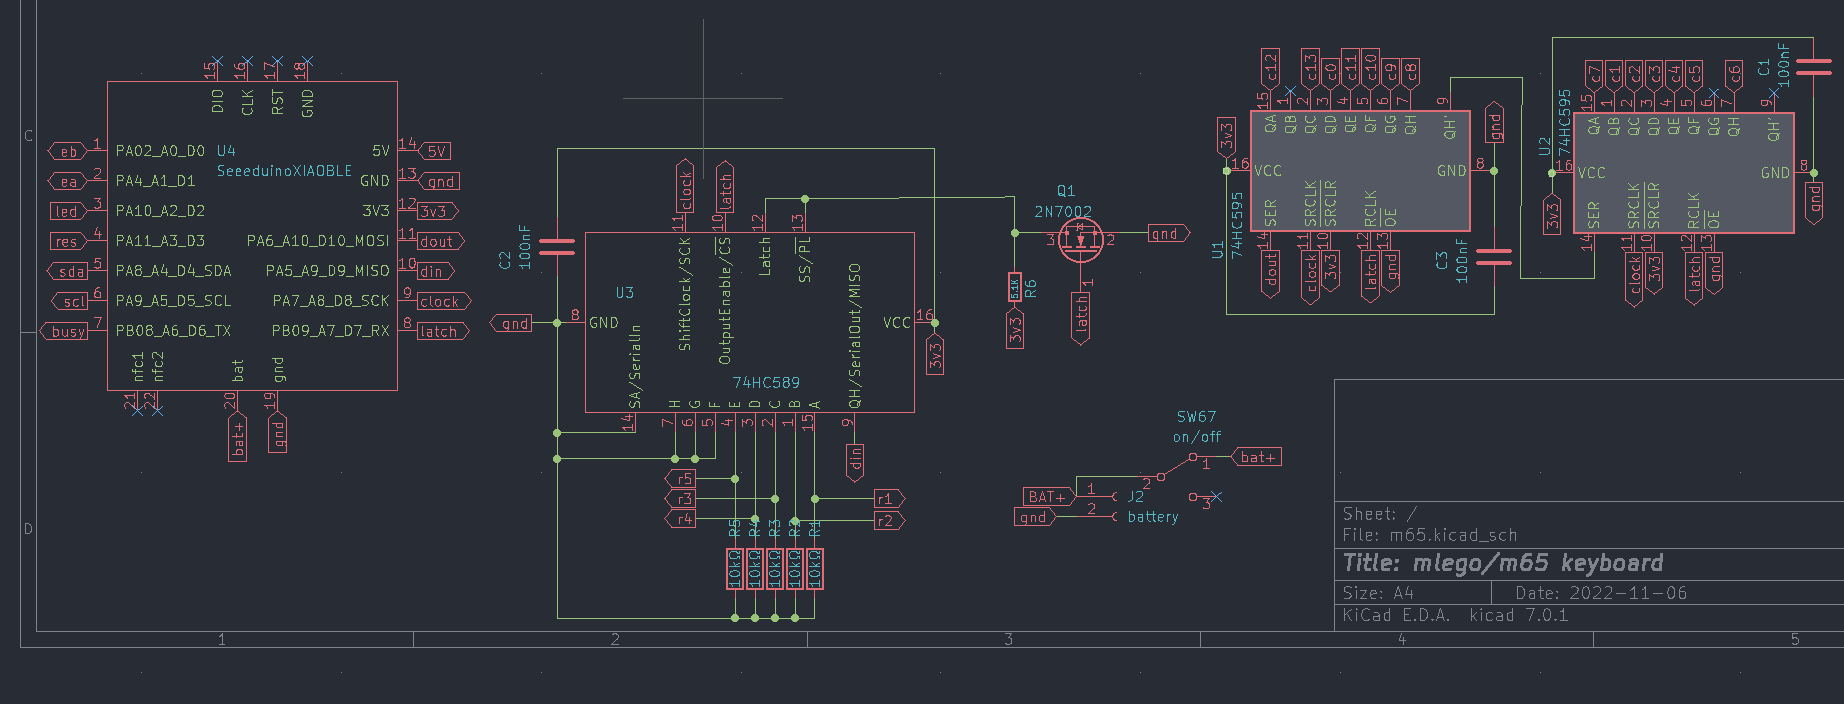 15 16 17 18
DIO CLK RST GND
U4
SeeeduinoXIAOBLE
eb 1 PA02_A0_D0
ea 2 PA4_A1_D1
led 3 PA10_A2_D2
res 4 PA11_A3_D3
sda 5 PA8_A4_D4_SDA
scl 6 PA9_A5_D5_SCL
busy 7 PB08_A6_D6_TX
5V 14 5V
GND 13 gnd
3V3 12 3v3
PA6_A10_D10_MOSI 11 dout
PA5_A9_D9_MISO 10 din
PA7_A8_D8_SCK 9 clock
PB09_A7_D7_RX 8 latch
nfc1 nfc2 bat gnd
21 22 20 19
bat+ gnd
C2 100nF
clock latch
11 10 12 13
ShiftClock/SCK OutputEnable/CS Latch SS/PL
U3
gnd 8 GND
VCC 16
3v3
74HC589
SA/SerialIn H G F E D C B A QH/SerialOut/MISO
14 7 6 5 4 3 2 1 15 9
din
r5
r3
r4
r1
r2
R5 R4 R3 R2 R1
10kΩ 10kΩ 10kΩ 10kΩ 10kΩ
Q1
2N7002
3 2 gnd
1
latch
5.1K R6
3v3
SW67
on/off
1 bat+
2
3
BAT+ 1 J2
gnd 2 battery
c12 c13 c0 c11 c10 c9 c8
15 1 2 3 4 5 6 7 9
QA QB QC QD QE QF QG QH QH'
3v3
16 VCC
GND 8
gnd
SER SRCLK SRCLR RCLK OE
14 11 10 12 13
dout clock 3v3 latch gnd
U1 74HC595
C3 100nF
c7 c1 c2 c3 c4 c5 c6
15 1 2 3 4 5 6 7 9
QA QB QC QD QE QF QG QH QH'
U2 74HC595
16 VCC
3v3
GND 8
gnd
SER SRCLK SRCLR RCLK OE
14 11 10 12 13
clock 3v3 latch gnd
C1 100nF
Sheet: /
File: m65.kicad_sch
Title: mlego/m65 keyboard
Size: A4 Date: 2022-11-06
KiCad E.D.A. kicad 7.0.1
C
D
1 2 3 4 5